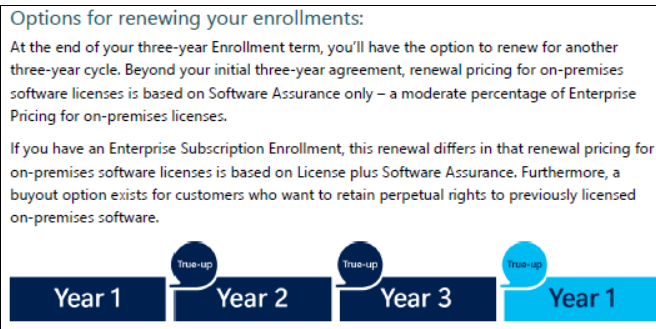 Options for renewing your enrollments:
At the end of your three-year Enrollment term, you'll have the option to renew for another
three-year cycle. Beyond your initial three-year agreement, renewal pricing for on-premises
software licenses is based on Software Assurance only – a moderate percentage of Enterprise
Pricing for on-premises licenses.
If you have an Enterprise Subscription Enrollment, this renewal differs in that renewal pricing for
on-premises software licenses is based on License plus Software Assurance. Furthermore, a
buyout option exists for customers who want to retain perpetual rights to previously licensed
on-premises software.
True-up True-up True-up
Year 1 Year 2 Year 3 Year 1